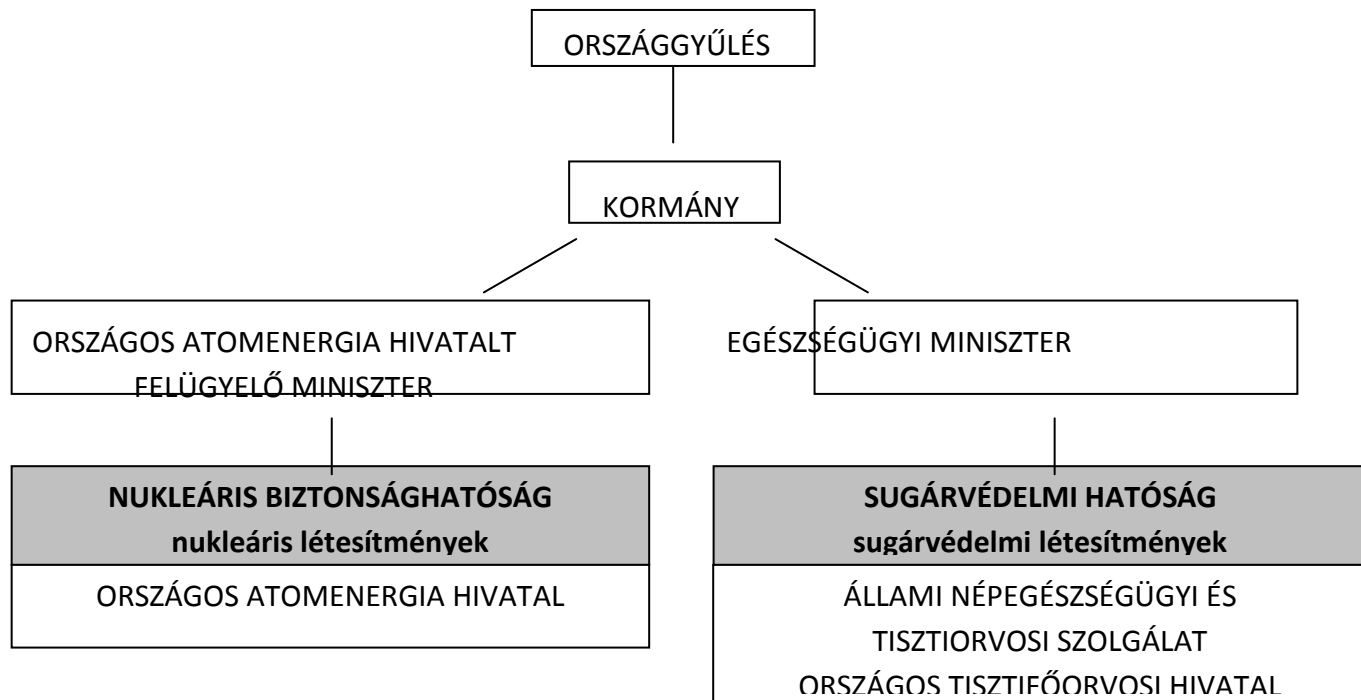 ORSZÁGGYŰLÉS
KORMÁNY
ORSZÁGOS ATOMENERGIA HIVATALT
FELÜGYELŐ MINISZTER
EGÉSZSÉGÜGYI MINISZTER
NUKLEÁRIS BIZTONSÁGHATÓSÁG
nukleáris létesítmények
ORSZÁGOS ATOMENERGIA HIVATAL
SUGÁRVÉDELMI HATÓSÁG
sugárvédelmi létesítmények
ÁLLAMI NÉPEGÉSZSÉGÜGYI ÉS
TISZTIORVOSI SZOLGÁLAT
ORSZÁGOS TISZTIFŐORVOSI HIVATAL